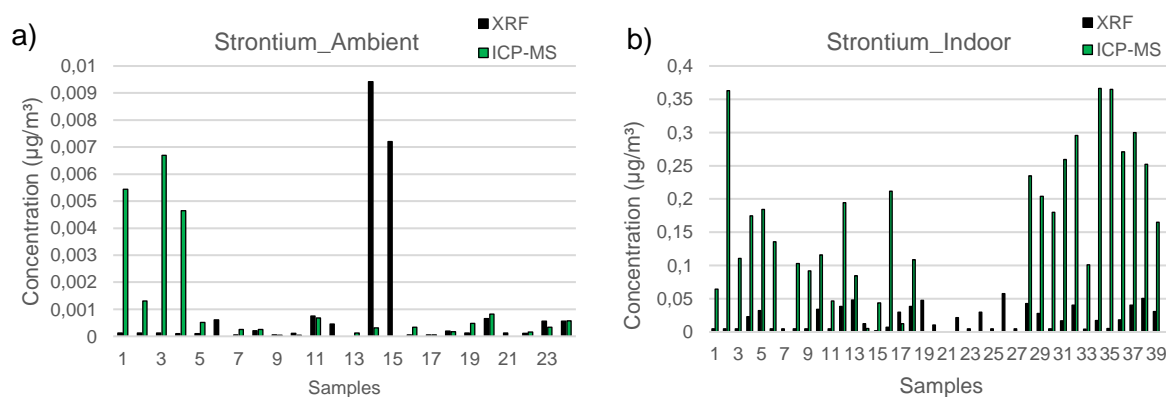 a)
Strontium_Ambient
XRF
ICP-MS
Concentration (µg/m³)
0,01
0,009
0,008
0,007
0,006
0,005
0,004
0,003
0,002
0,001
0
1 3 5 7 9 11 13 15 17 19 21 23
Samples
b)
Strontium_Indoor
XRF
ICP-MS
Concentration (µg/m³)
0,4
0,35
0,3
0,25
0,2
0,15
0,1
0,05
0
1 3 5 7 9 11 13 15 17 19 21 23 25 27 29 31 33 35 37 39
Samples